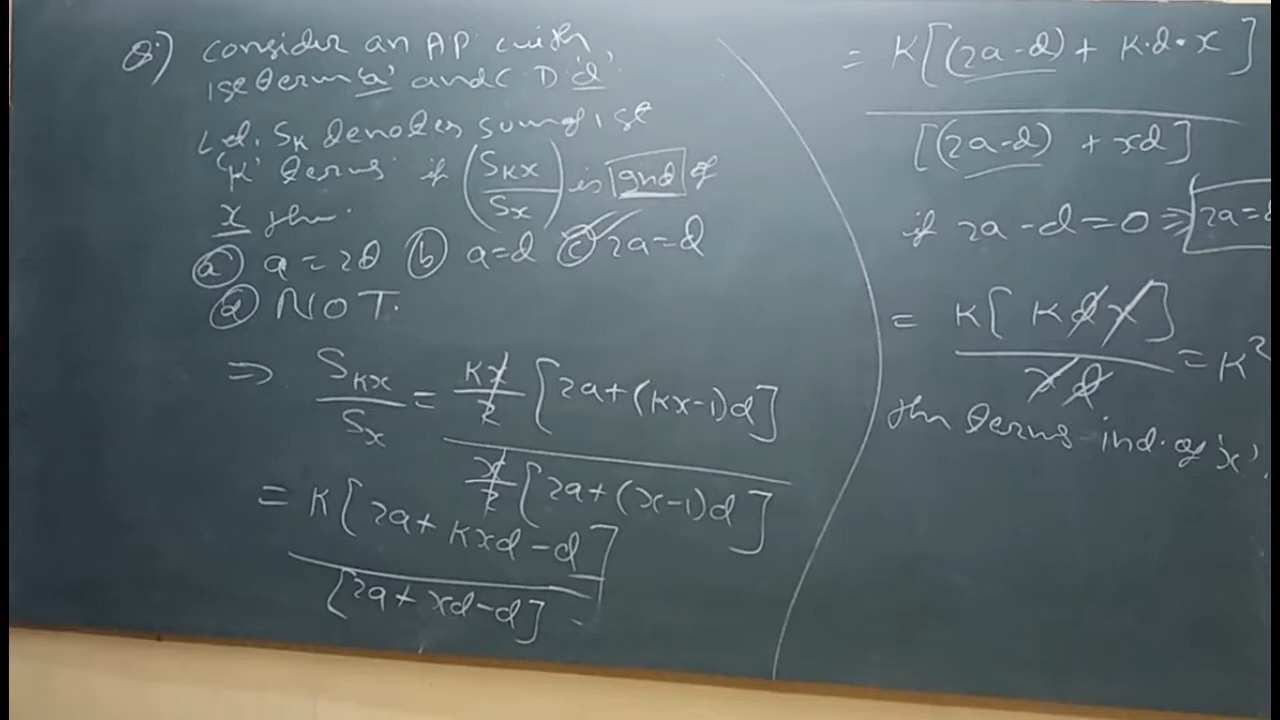 Q:) consider an AP with,
1st term 'a' and C D 'd'.
Let. SK denotes sum of 1st
'K' terms if (SKx/Sx) is ind of
x then.
(a) a = 2d (b) a = d (c) 2a = d
(d) NOT.
⇒ SKx/Sx = Kx/2 [2a + (Kx-1)d] / x/2 [2a + (x-1)d]
= K[2a + Kxd - d] / [2a + xd - d]
= K[(2a-d) + K·d·x] / [(2a-d) + xd]
if 2a - d = 0 ⇒ 2a = d
= K[Kdx] / xd = K²
then terms ind. of 'x'.